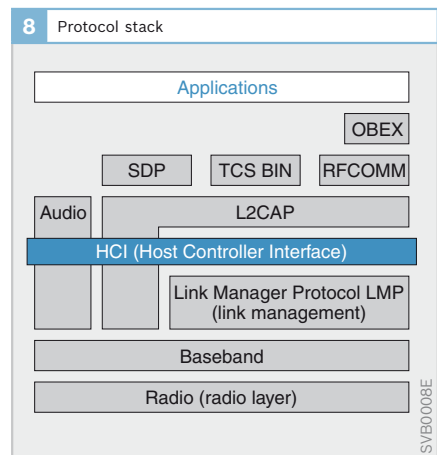 8 Protocol stack
Applications
OBEX
SDP TCS BIN RFCOMM
Audio L2CAP
HCI (Host Controller Interface)
Link Manager Protocol LMP
(link management)
Baseband
Radio (radio layer)
SVB0008E